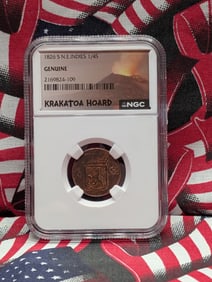 1826 S N.E.INDIES 1/4S
GENUINE
2169824-100
KRAKATOA HOARD
NGC